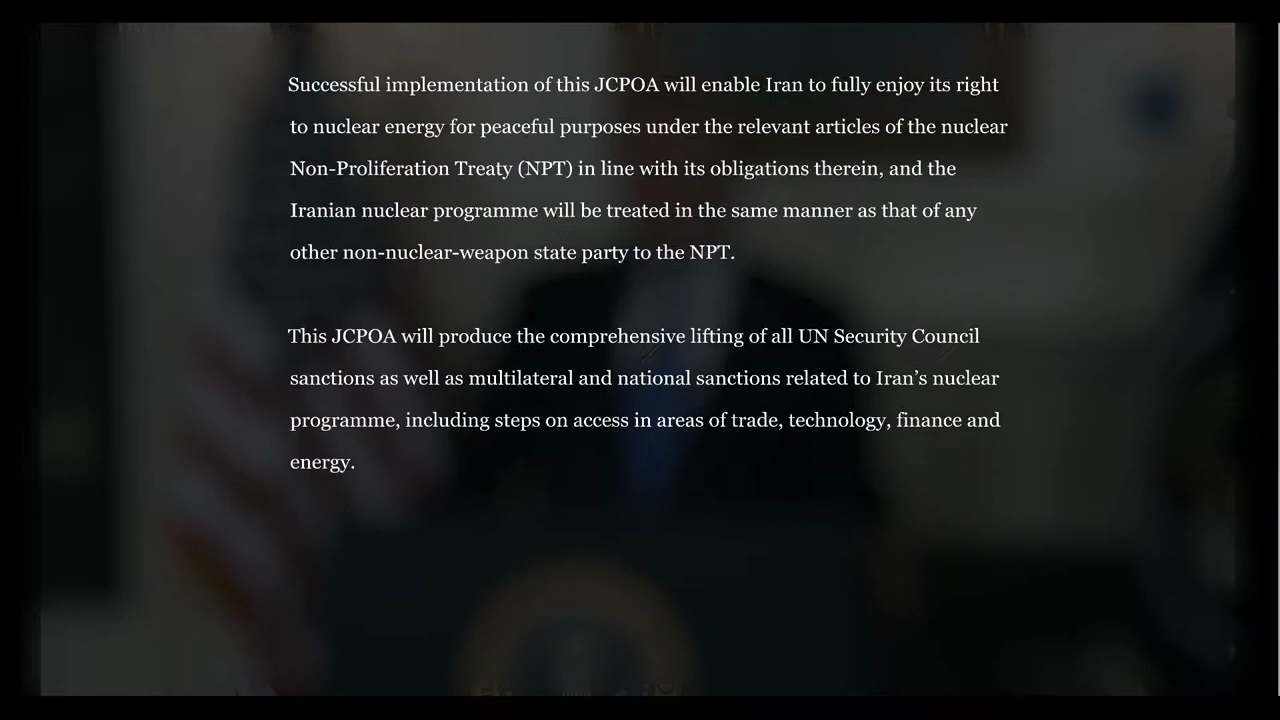 Successful implementation of this JCPOA will enable Iran to fully enjoy its right
to nuclear energy for peaceful purposes under the relevant articles of the nuclear
Non-Proliferation Treaty (NPT) in line with its obligations therein, and the
Iranian nuclear programme will be treated in the same manner as that of any
other non-nuclear-weapon state party to the NPT.
This JCPOA will produce the comprehensive lifting of all UN Security Council
sanctions as well as multilateral and national sanctions related to Iran’s nuclear
programme, including steps on access in areas of trade, technology, finance and
energy.